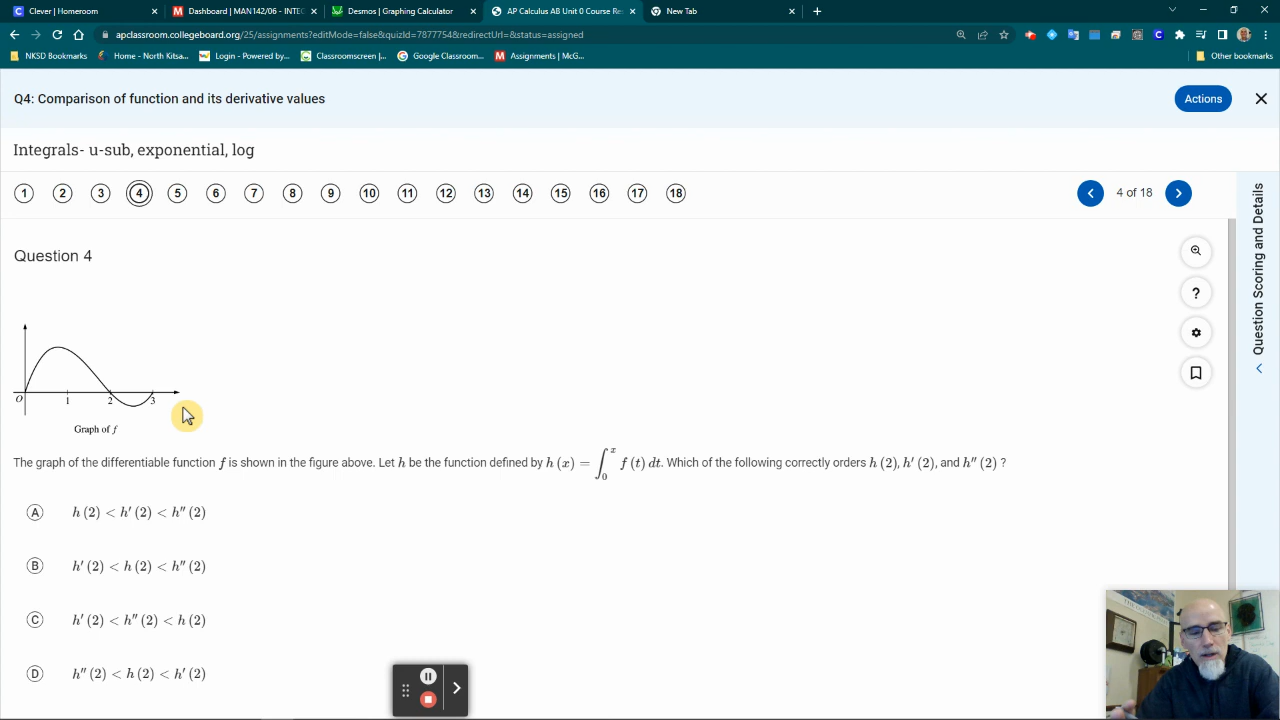 Clever | Homeroom
Dashboard | MAN142/06 - INTEG
Desmos | Graphing Calculator
AP Calculus AB Unit 0 Course Re
New Tab
apclassroom.collegeboard.org/25/assignments?editMode=false&quizId=7877754&redirectUrl=&status=assigned
NKSD Bookmarks
Home - North Kitsa...
Login - Powered by...
Classroomscreen |...
Google Classroom...
Assignments | McG...
Other bookmarks
Q4: Comparison of function and its derivative values
Actions
Integrals- u-sub, exponential, log
1 2 3 4 5 6 7 8 9 10 11 12 13 14 15 16 17 18
4 of 18
Question Scoring and Details
Question 4
O 1 2 3
Graph of f
The graph of the differentiable function f is shown in the figure above. Let h be the function defined by h (x) = ∫₀ˣ f (t) dt. Which of the following correctly orders h (2), h′ (2), and h″ (2) ?
A h (2) < h′ (2) < h″ (2)
B h′ (2) < h (2) < h″ (2)
C h′ (2) < h″ (2) < h (2)
D h″ (2) < h (2) < h′ (2)